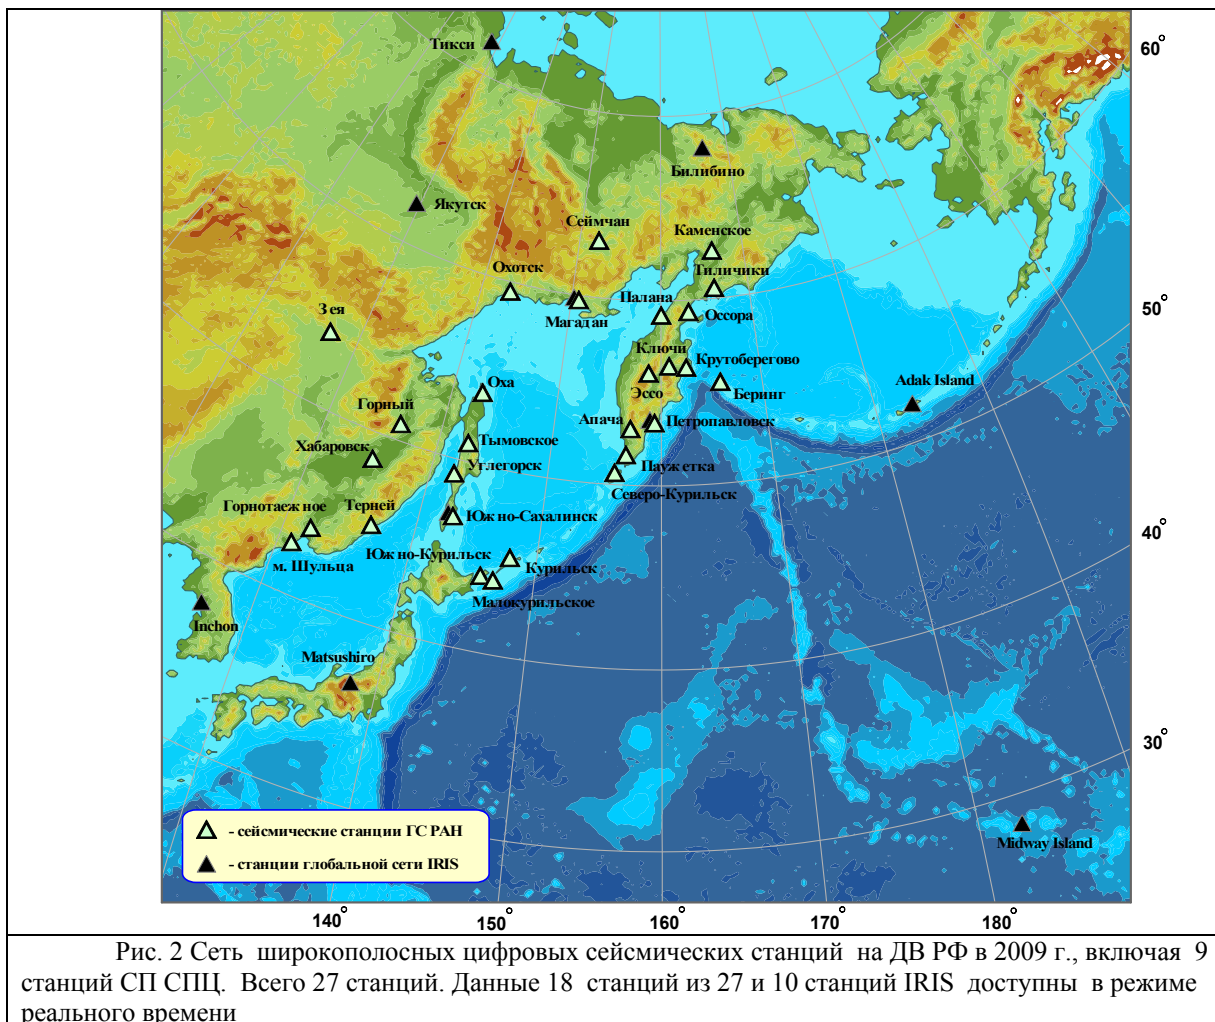 Тикси
60°
Билибино
Якутск
Сеймчан
Каменское
Охотск
Тиличики
Палана
Зея
Магадан
Оссора
50°
Ключи
Крутоберегово
Оха
Adak Island
Эссо
Беринг
Горный
Апача
Петропавловск
Хабаровск
Тымовское
Углегорск
Паужетка
Северо-Курильск
Горнотаежное
Терней
Южно-Сахалинск
40°
Южно-Курильск
м. Шульца
Курильск
Малокурильское
Inchon
Matsushiro
30°
- сейсмические станции ГС РАН
Midway Island
- станции глобальной сети IRIS
140°
150°
160°
170°
180°
Рис. 2 Сеть широкополосных цифровых сейсмических станций на ДВ РФ в 2009 г., включая 9
станций СП СПЦ. Всего 27 станций. Данные 18 станций из 27 и 10 станций IRIS доступны в режиме
реального времени